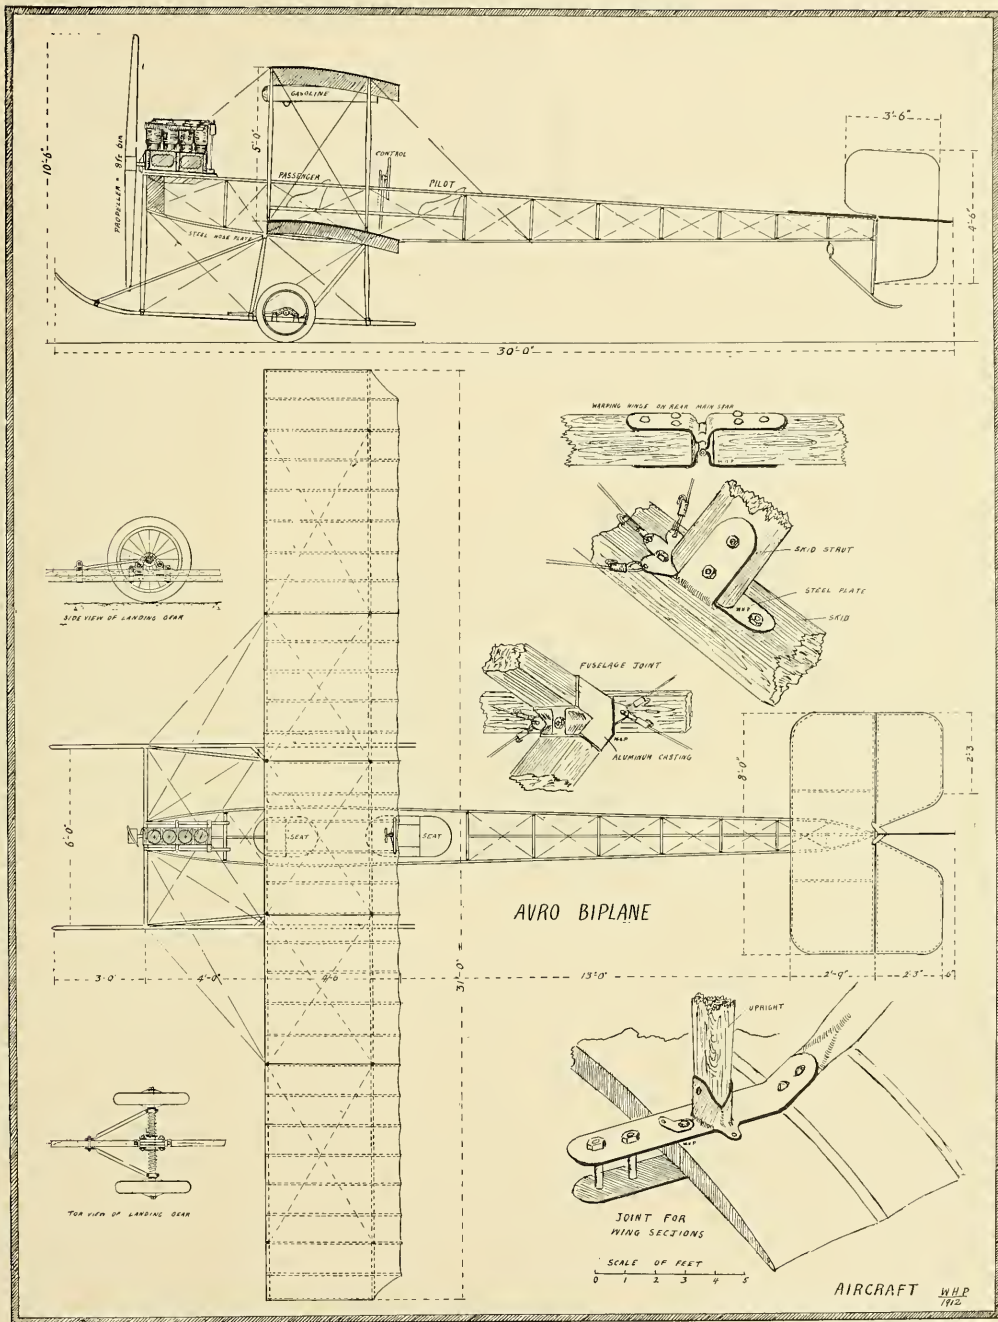 GASOLINE
CONTROL
PASSENGER
PILOT
STEEL NOSE PLATE
PROPELLER = 9 ft DIA
10'-6"
5'-0"
3'-6"
4'-6"
30'-0"
WARPING HINGE ON REAR MAIN SPAR
W.H.P
SKID STRUT
STEEL PLATE
W.H.P
SKID
SIDE VIEW OF LANDING GEAR
FUSELAGE JOINT
W.H.P
ALUMINUM CASTING
8'-0"
2'-3
6'-0"
SEAT
SEAT
AVRO BIPLANE
3'-0'
4'-0"
4'-0
31'-0"
13'-0"
2'-9"
2'-3"
6"
UPRIGHT
W.H.P
TOP VIEW OF LANDING GEAR
JOINT FOR
WING SECTIONS
SCALE OF FEET
0 1 2 3 4 5
AIRCRAFT
W.H.P
1912